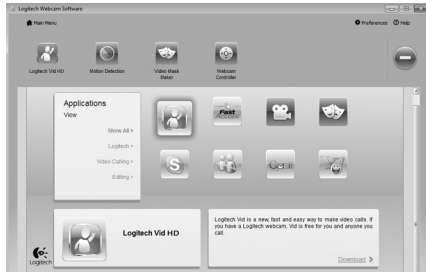 Logitech Webcam Software
Main Menu
Preferences
Help
Logitech Vid HD
Motion Detection
Video Mask
Maker
Webcam
Controller
Applications
View
Show All >
Logitech >
Video Calling >
Editing >
Fast
Access
Logitech Vid HD
Logitech Vid is a new, fast and easy way to make video calls. If
you have a Logitech webcam, Vid is free for you and anyone you
call.
Download >
Logitech